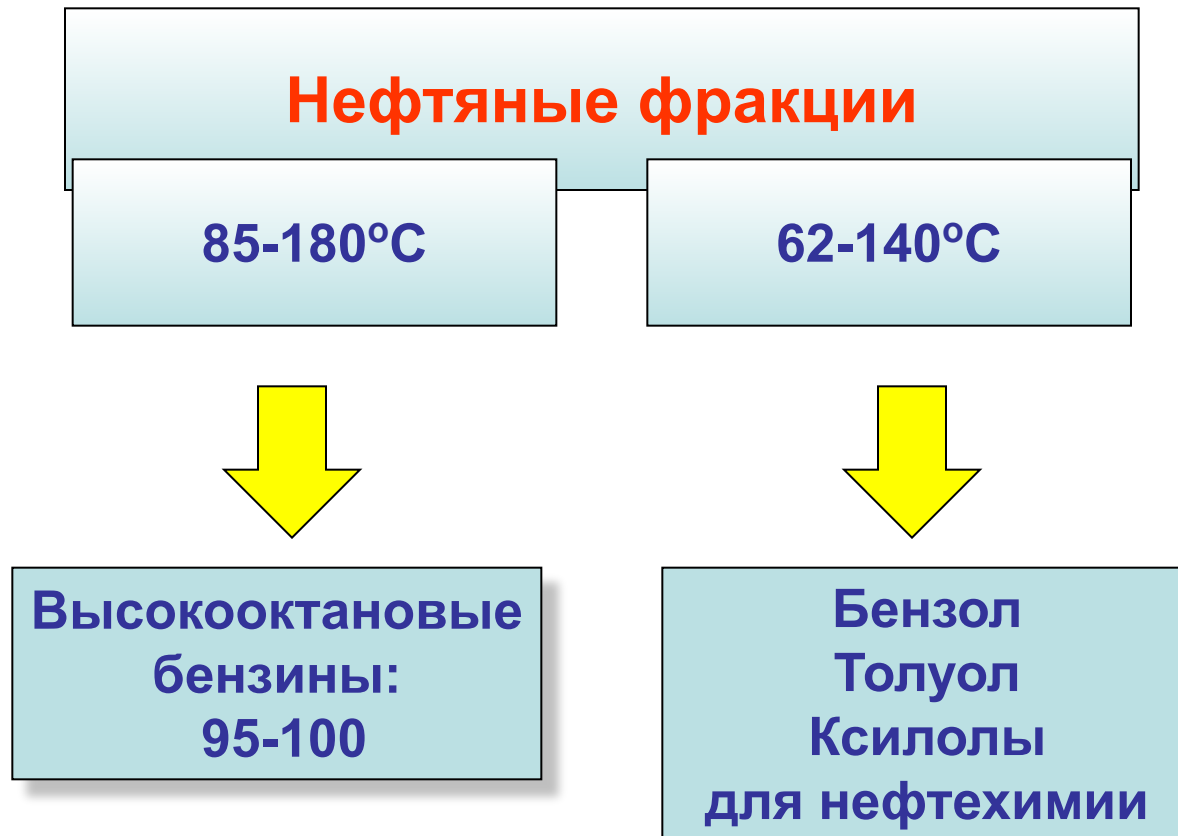 Нефтяные фракции
85-180ºС
62-140ºС
Высокооктановые
бензины:
95-100
Бензол
Толуол
Ксилолы
для нефтехимии